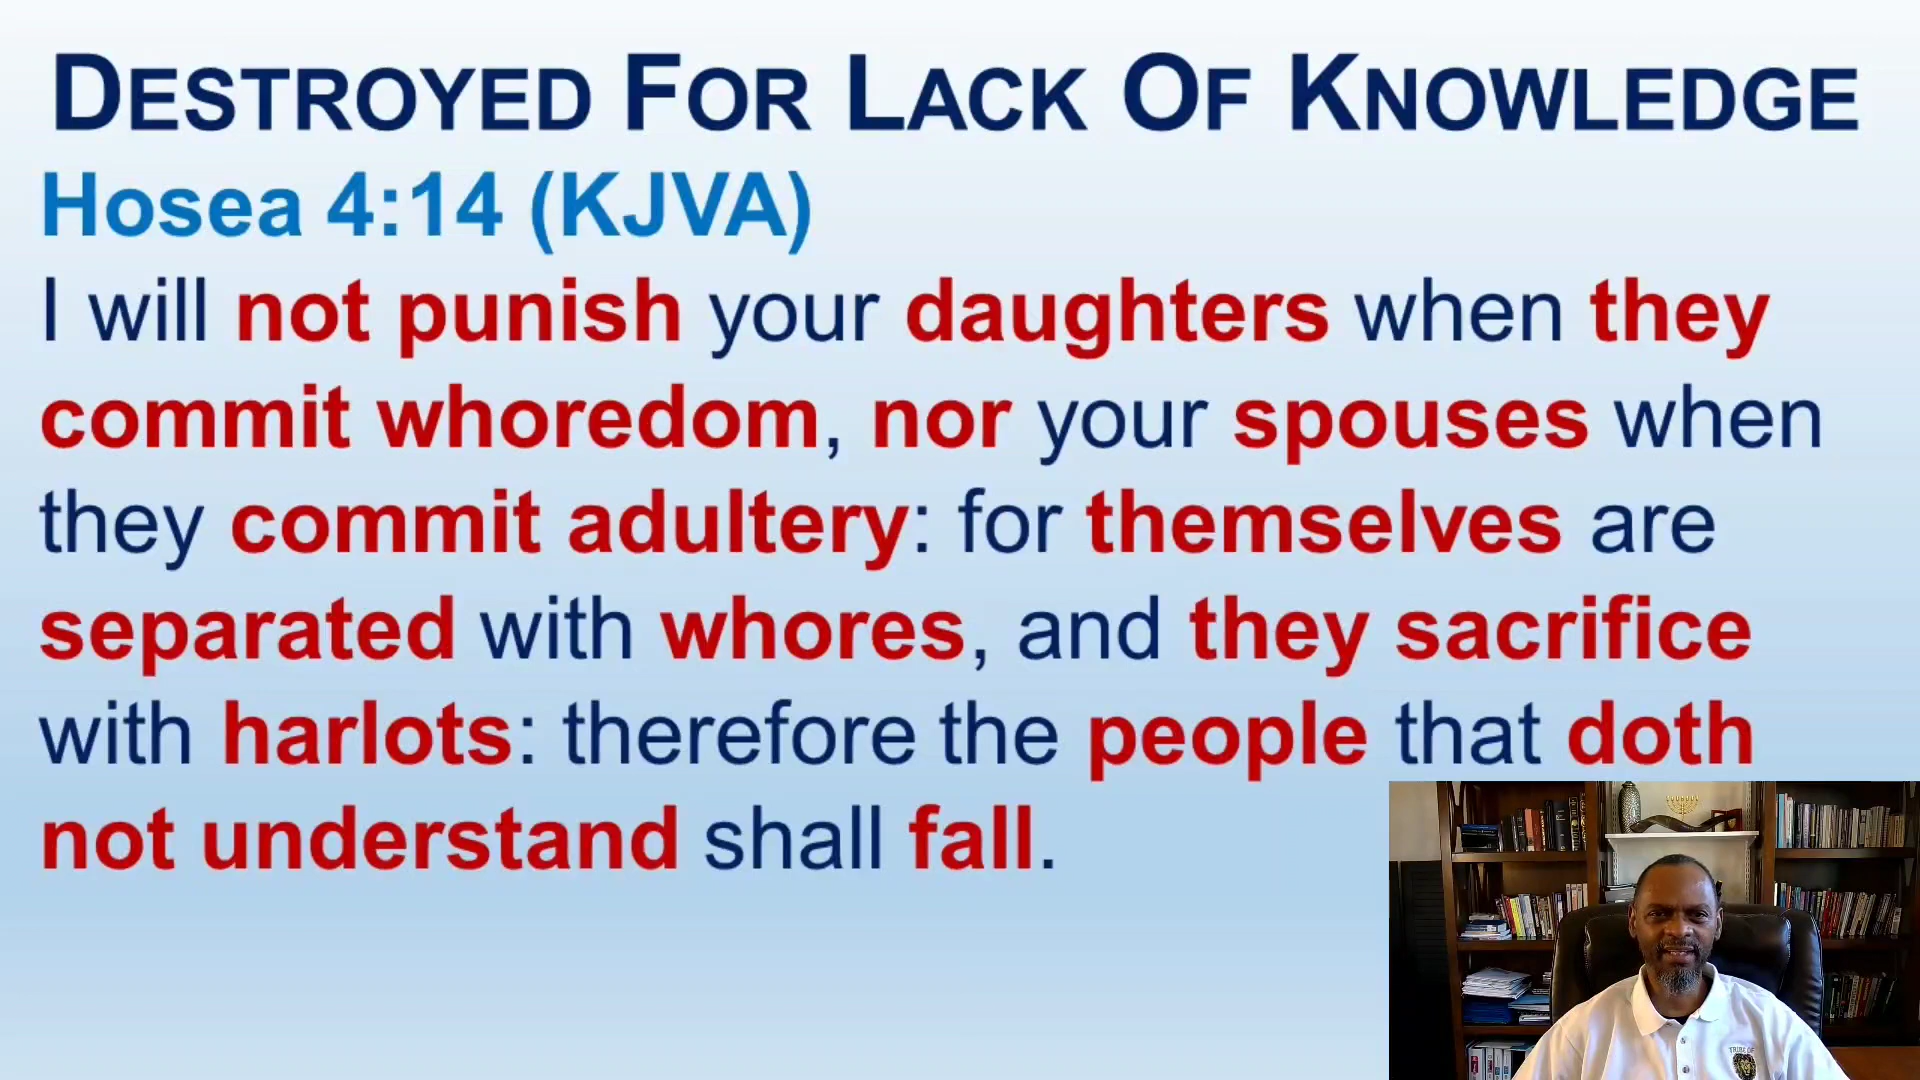 DESTROYED FOR LACK OF KNOWLEDGE
Hosea 4:14 (KJVA)
I will not punish your daughters when they
commit whoredom, nor your spouses when
they commit adultery: for themselves are
separated with whores, and they sacrifice
with harlots: therefore the people that doth
not understand shall fall.
TRIBE OF